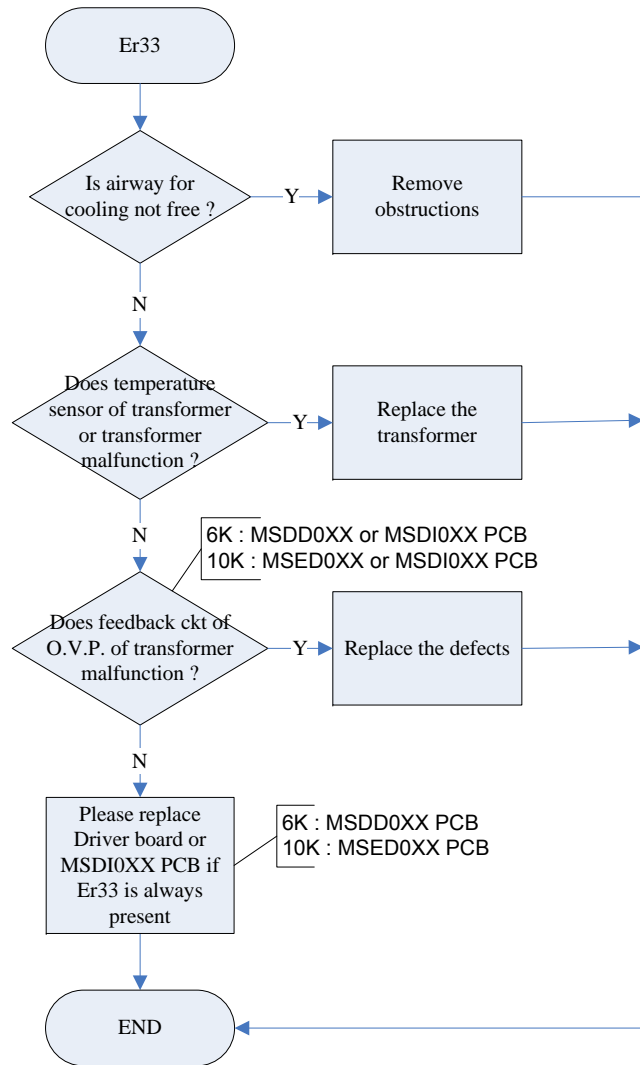 Er33
Is airway for
cooling not free ?
Y
Remove
obstructions
N
Does temperature
sensor of transformer
or transformer
malfunction ?
Y
Replace the
transformer
N
6K : MSDD0XX or MSDI0XX PCB
10K : MSED0XX or MSDI0XX PCB
Does feedback ckt of
O.V.P. of transformer
malfunction ?
Y
Replace the defects
N
Please replace
Driver board or
MSDI0XX PCB if
Er33 is always
present
6K : MSDD0XX PCB
10K : MSED0XX PCB
END